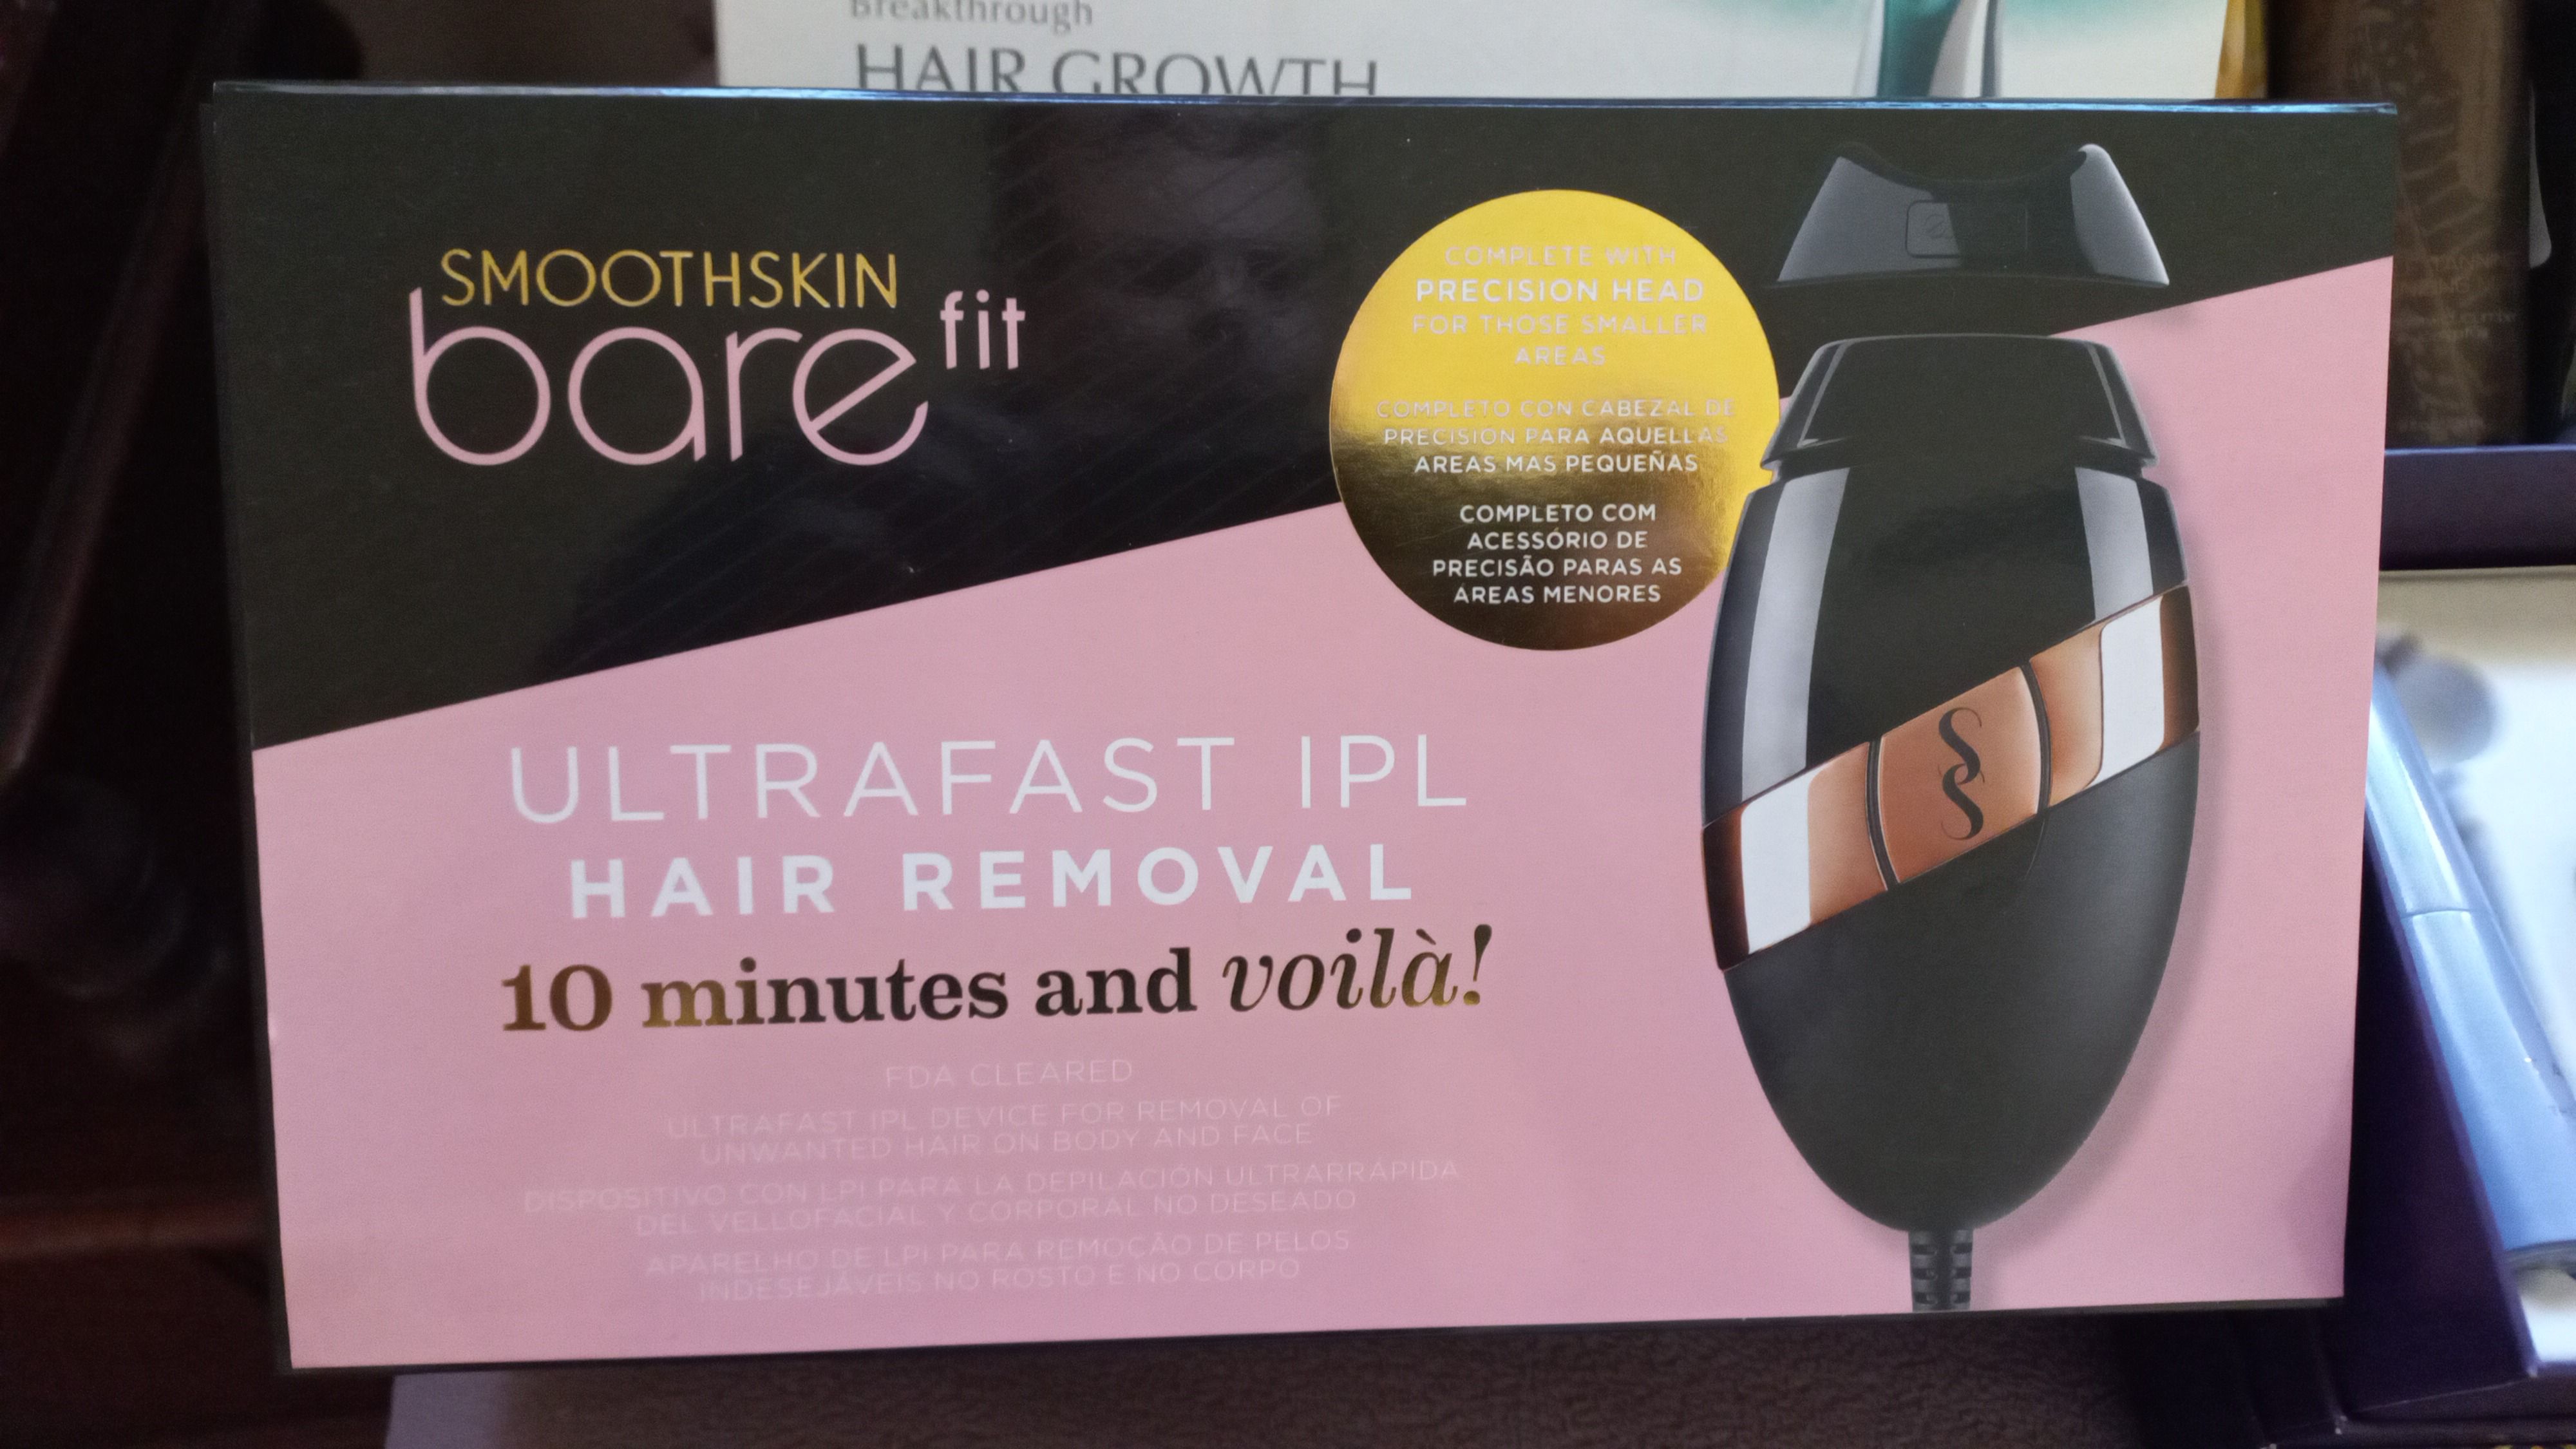 Breakthrough
HAIR GROWTH
SMOOTHSKIN
bare fit
COMPLETE WITH
PRECISION HEAD
FOR THOSE SMALLER
AREAS
COMPLETO CON CABEZAL DE
PRECISIÓN PARA AQUELLAS
AREAS MAS PEQUEÑAS
COMPLETO COM
ACESSÓRIO DE
PRECISÃO PARAS AS
ÁREAS MENORES
ULTRAFAST IPL
HAIR REMOVAL
10 minutes and voilà!
FDA CLEARED
ULTRAFAST IPL DEVICE FOR REMOVAL OF
UNWANTED HAIR ON BODY AND FACE
DISPOSITIVO CON LPI PARA LA DEPILACIÓN ULTRARRÁPIDA
DEL VELLOFACIAL Y CORPORAL NO DESEADO
APARELHO DE LPI PARA REMOÇÃO DE PELOS
INDESEJÁVEIS NO ROSTO E NO CORPO